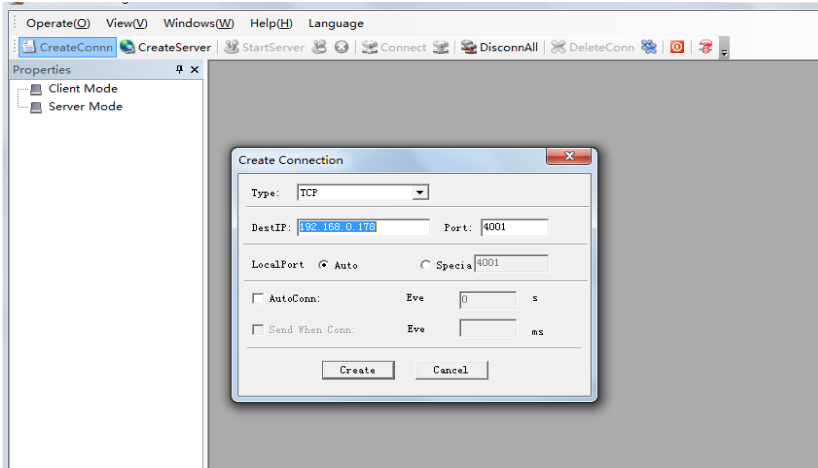 Operate(O) View(V) Windows(W) Help(H) Language
CreateConnn CreateServer StartServer Connect DisconnAll DeleteConn
Properties
Client Mode
Server Mode
Create Connection
Type: TCP
DestIP: 192.168.0.178 Port: 4001
LocalPort Auto Specia 4001
AutoConn: Eve 0 s
Send When Conn: Eve ms
Create Cancel